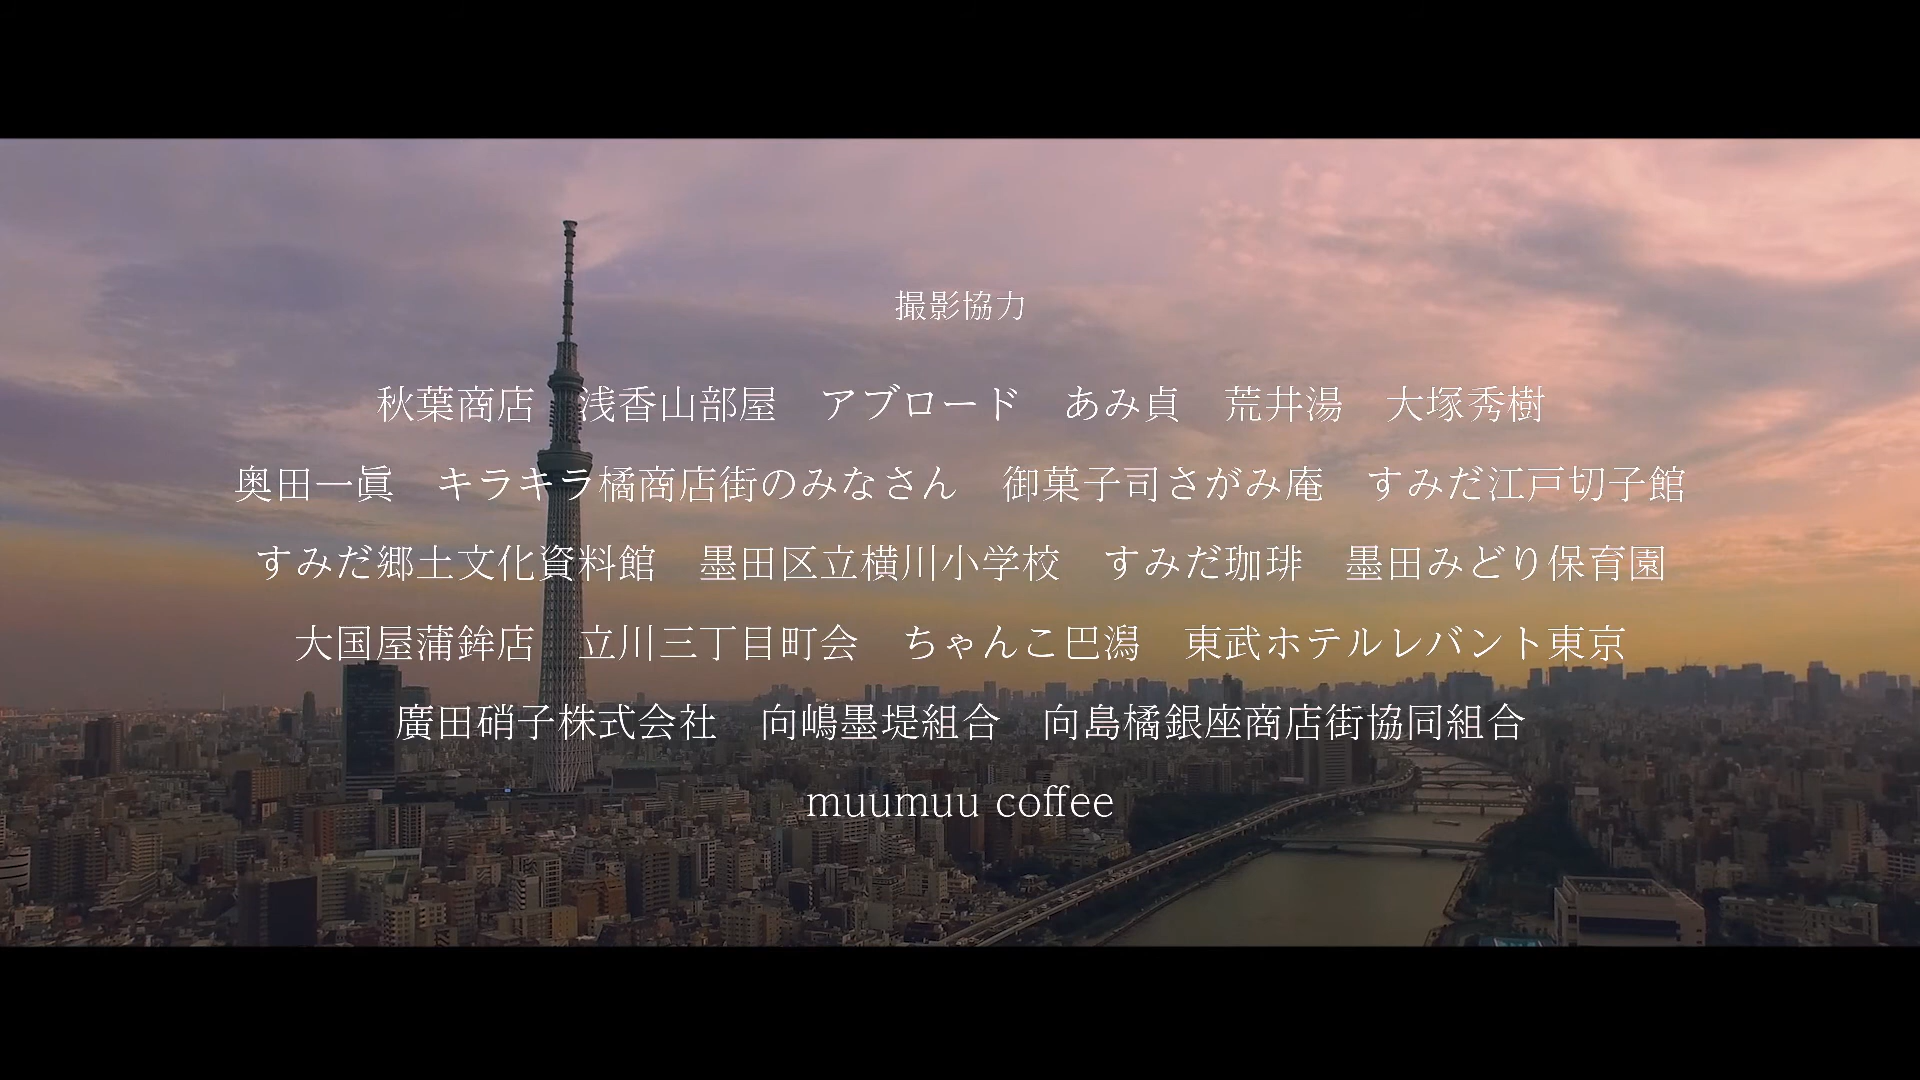 撮影協力
秋葉商店　浅香山部屋　アブロード　あみ貞　荒井湯　大塚秀樹
奥田一眞　キラキラ橘商店街のみなさん　御菓子司さがみ庵　すみだ江戸切子館
すみだ郷土文化資料館　墨田区立横川小学校　すみだ珈琲　墨田みどり保育園
大国屋蒲鉾店　立川三丁目町会　ちゃんこ巴潟　東武ホテルレバント東京
廣田硝子株式会社　向嶋墨堤組合　向島橘銀座商店街協同組合
muumuu coffee